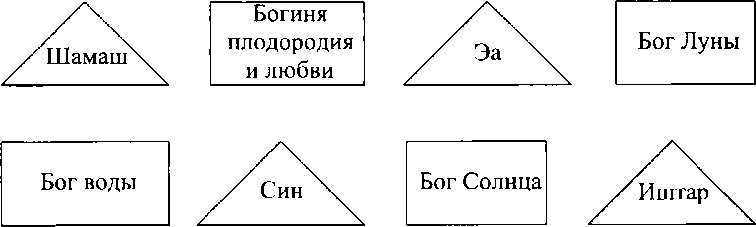 Шамаш
Богиня
плодородия
и любви
Эа
Бог Луны
Бог воды
Син
Бог Солнца
Иштар